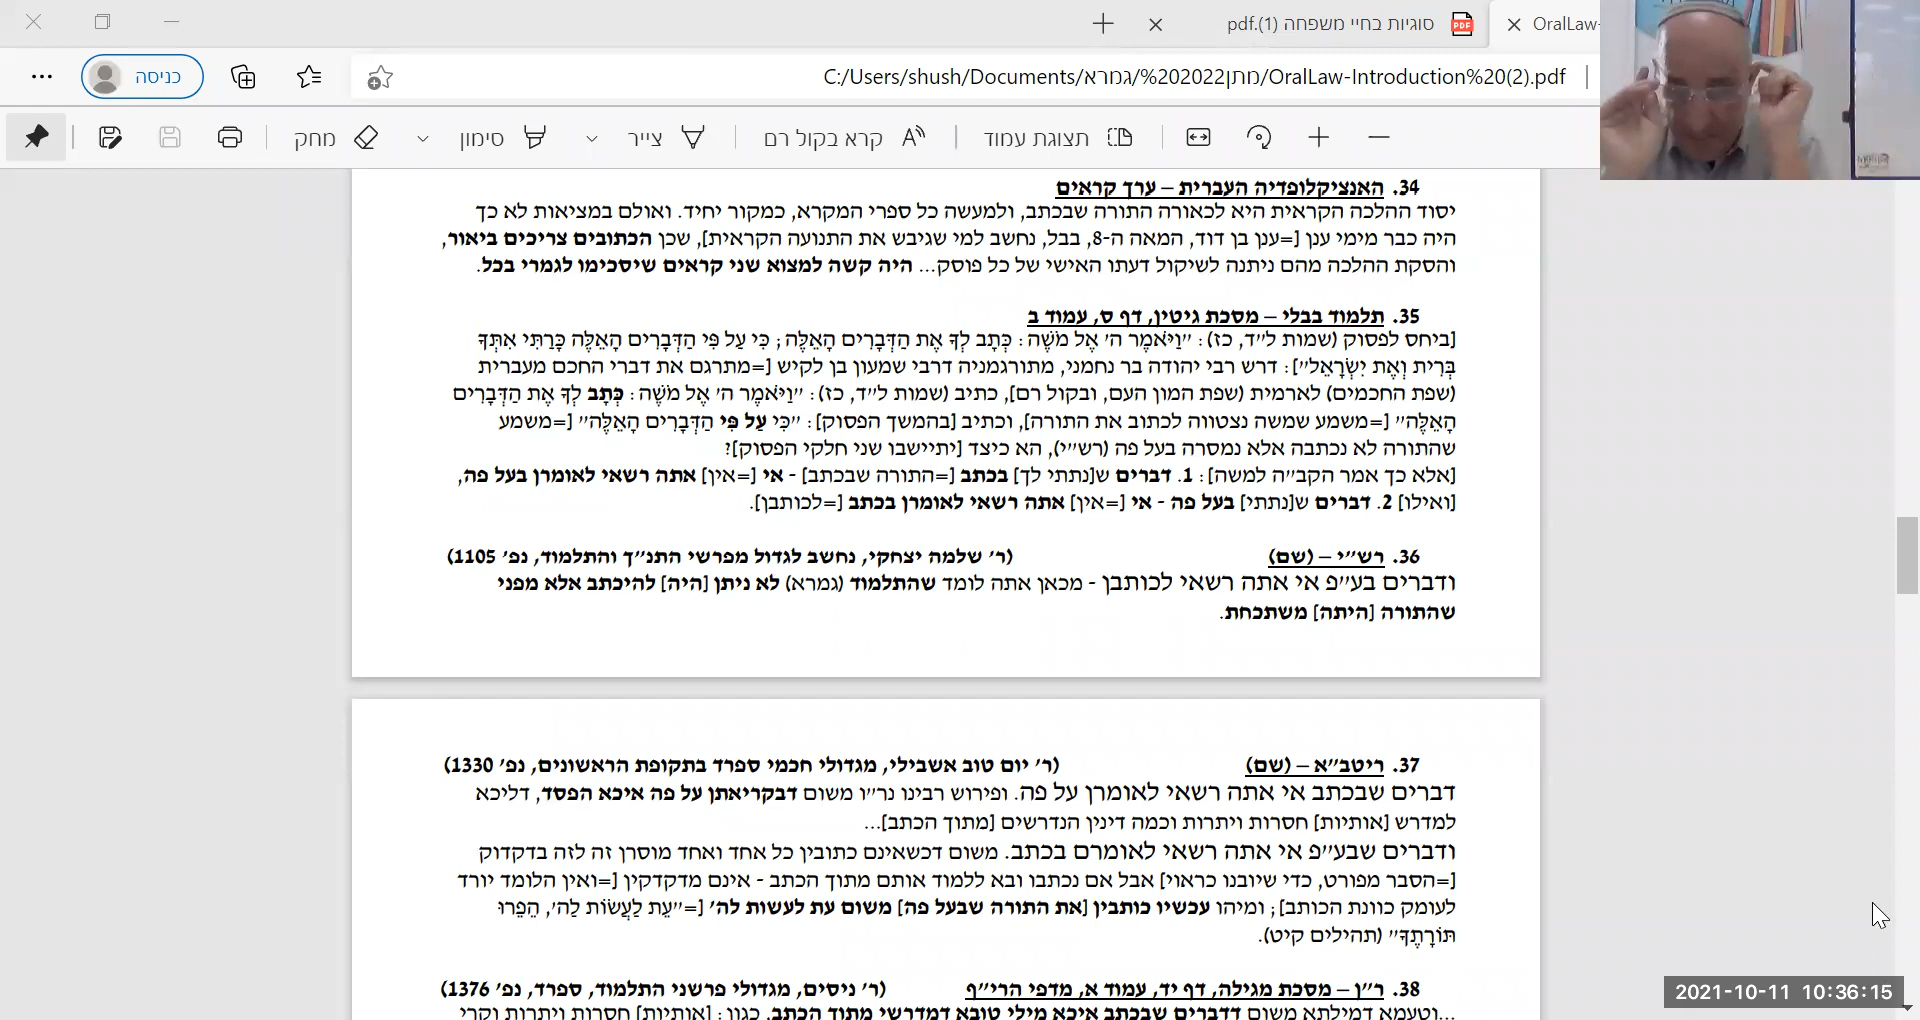 סוגיות בחיי משפחה (1).pdf
OralLaw-
כניסה
C:/Users/shush/Documents/גמרא/%202022מתן/OralLaw-Introduction%20(2).pdf
מחק
סימון
צייר
קרא בקול רם
תצוגת עמוד
34. האנציקלופדיה העברית – ערך קראים
יסוד ההלכה הקראית היא לכאורה התורה שבכתב, ולמעשה כל ספרי המקרא, כמקור יחיד. ואולם במציאות לא כך
היה כבר מימי ענן [=ענן בן דוד, המאה ה-8, בבל, נחשב למי שגיבש את התנועה הקראית], שכן הכתובים צריכים ביאור,
והסקת ההלכה מהם ניתנה לשיקול דעתו האישי של כל פוסק... היה קשה למצוא שני קראים שיסכימו לגמרי בכל.
35. תלמוד בבלי – מסכת גיטין, דף ס, עמוד ב
[ביחס לפסוק (שמות ל"ד, כז): "וַיֹּאמֶר ה' אֶל מֹשֶׁה: כְּתָב לְךָ אֶת הַדְּבָרִים הָאֵלֶּה; כִּי עַל פִּי הַדְּבָרִים הָאֵלֶּה כָּרַתִּי אִתְּךָ
בְּרִית וְאֶת יִשְׂרָאֵל"]: דרש רבי יהודה בר נחמני, מתורגמניה דרבי שמעון בן לקיש [=מתרגם את דברי החכם מעברית
(שפת החכמים) לארמית (שפת המון העם, ובקול רם], כתיב (שמות ל"ד, כז): "וַיֹּאמֶר ה' אֶל מֹשֶׁה: כְּתָב לְךָ אֶת הַדְּבָרִים
הָאֵלֶּה" [=משמע שמשה נצטווה לכתוב את התורה], וכתיב [בהמשך הפסוק]: "כִּי עַל פִּי הַדְּבָרִים הָאֵלֶּה" [=משמע
שהתורה לא נכתבה אלא נמסרה בעל פה (רש"י), הא כיצד [יתיישבו שני חלקי הפסוק]?
[אלא כך אמר הקב"ה למשה]: 1. דברים ש[נתתי לך] בכתב [=התורה שבכתב] - אי [=אין] אתה רשאי לאומרן בעל פה,
[ואילו] 2. דברים ש[נתתי] בעל פה - אי [=אין] אתה רשאי לאומרן בכתב [=לכותבן].
36. רש"י – (שם) (ר' שלמה יצחקי, נחשב לגדול מפרשי התנ"ך והתלמוד, נפ' 1105)
ודברים בע"פ אי אתה רשאי לכותבן - מכאן אתה לומד שהתלמוד (גמרא) לא ניתן [היה] להיכתב אלא מפני
שהתורה [היתה] משתכחת.
37. ריטב"א – (שם) (ר' יום טוב אשבילי, מגדולי חכמי ספרד בתקופת הראשונים, נפ' 1330)
דברים שבכתב אי אתה רשאי לאומרן על פה. ופירוש רבינו נר"ו משום דבקריאתן על פה איכא הפסד, דליכא
למדרש [אותיות] חסרות ויתרות וכמה דינין הנדרשים [מתוך הכתב]...
ודברים שבע"פ אי אתה רשאי לאומרם בכתב. משום דכשאינם כתובין כל אחד ואחד מוסרן זה לזה בדקדוק
[=הסבר מפורט, כדי שיובנו כראוי] אבל אם נכתבו ובא ללמוד אותם מתוך הכתב - אינם מדקדקין [=ואין הלומד יורד
לעומק כוונת הכותב]; ומיהו עכשיו כותבין [את התורה שבעל פה] משום עת לעשות לה' [="עֵת לַעֲשׂוֹת לַה', הֵפֵרוּ
תּוֹרָתֶךָ" (תהילים קיט).
38. ר"ן – מסכת מגילה, דף יד, עמוד א, מדפי הרי"ף (ר' ניסים, מגדולי פרשני התלמוד, ספרד, נפ' 1376)
...וטעמא דמילתא משום דדברים שבכתב איכא מילי טובא דמדרשי מתוך הכתב, כגון: [אותיות] חסרות ויתרות וקרי
2021-10-11 10:36:15